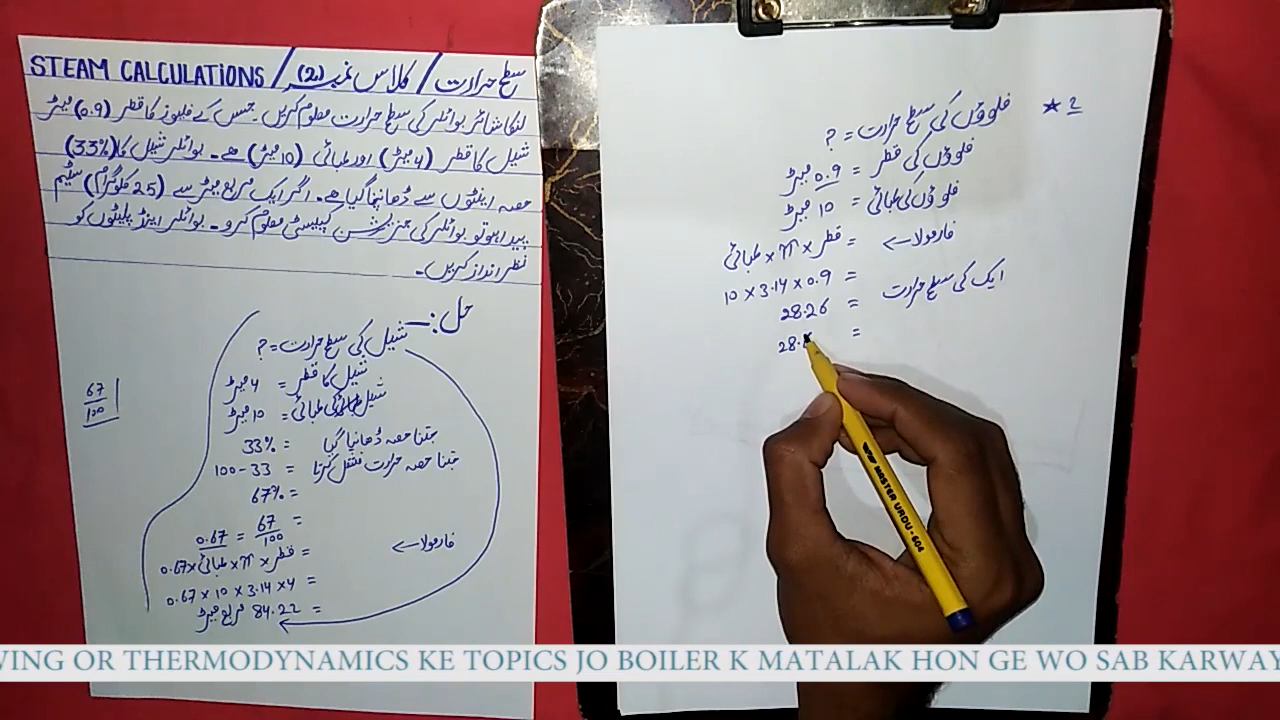 STEAM CALCULATIONS / کلاس نمبر (2) / سطح حرارت
لنکا شائر بوائلر کی سطح حرارت معلوم کریں۔ جس کے فلیوز کا قطر (0.9) میٹر
شیل کا قطر (4 میٹر) اور لمبائی (10 میٹر) ہے۔ بوائلر شیل کا (33%)
حصہ اینٹوں سے ڈھانپا گیا ہے۔ اگر ایک مربع میٹر سے (25 کلوگرام) سٹیم
پیدا ہو تو بوائلر کی جنریشن کپیسٹی معلوم کرو۔ بوائلر اینڈ پلیٹوں کو
نظر انداز کریں۔
حل:۔
شیل کی سطح حرارت = ?
شیل کا قطر = 4 میٹر
شیل کی لمبائی = 10 میٹر
جتنا حصہ ڈھانپا گیا = 33%
جتنا حصہ حرارت منتقل کرتا = 100-33
= 67%
= 67/100 = 0.67
فارمولا ← = قطر × π × لمبائی × 0.67
= 0.67 × 10 × 3.14 × 4
= 84.22 مربع میٹر
67/100
★ 2
فلوؤں کی سطح حرارت = ?
فلوؤں کی قطر = 0.9 میٹر
فلوؤں کی لمبائی = 10 میٹر
فارمولا ← = قطر × π × لمبائی
= 10 × 3.14 × 0.9
ایک کی سطح حرارت = 28.26
= 28.
MASTER URDU-604
WING OR THERMODYNAMICS KE TOPICS JO BOILER K MATALAK HON GE WO SAB KARWAY